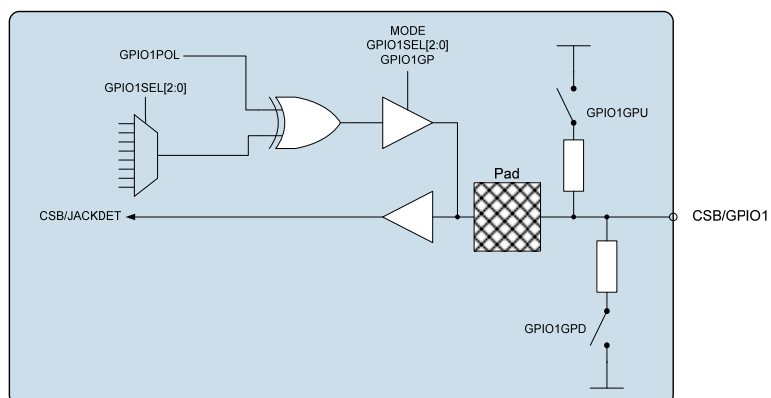 MODE
GPIO1SEL[2:0]
GPIO1GP
GPIO1POL
GPIO1SEL[2:0]
GPIO1GPU
Pad
CSB/JACKDET
CSB/GPIO1
GPIO1GPD